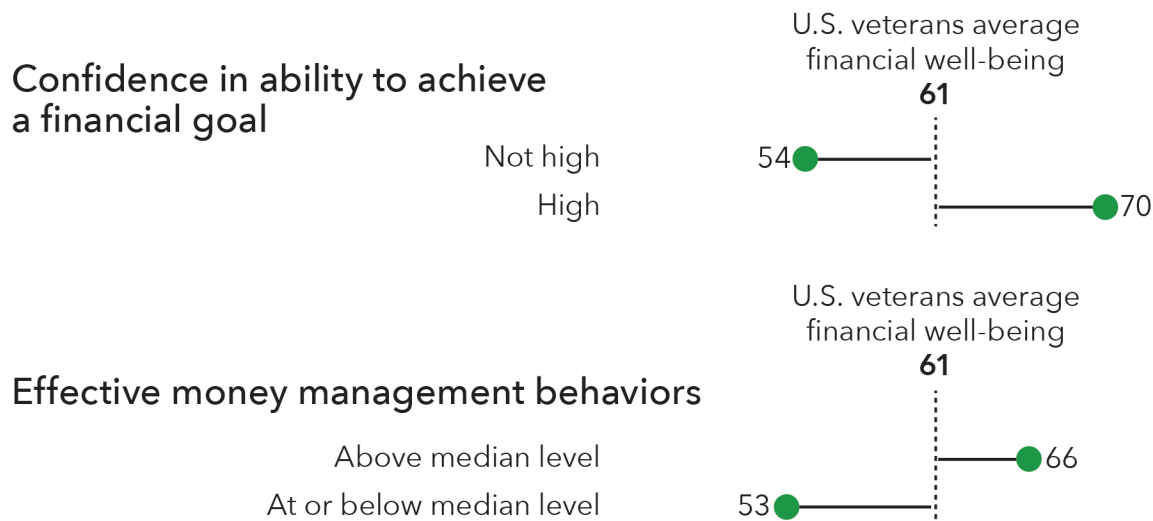 U.S. veterans average
financial well-being
61
Confidence in ability to achieve
a financial goal
Not high
54
High
70
U.S. veterans average
financial well-being
61
Effective money management behaviors
Above median level
66
At or below median level
53